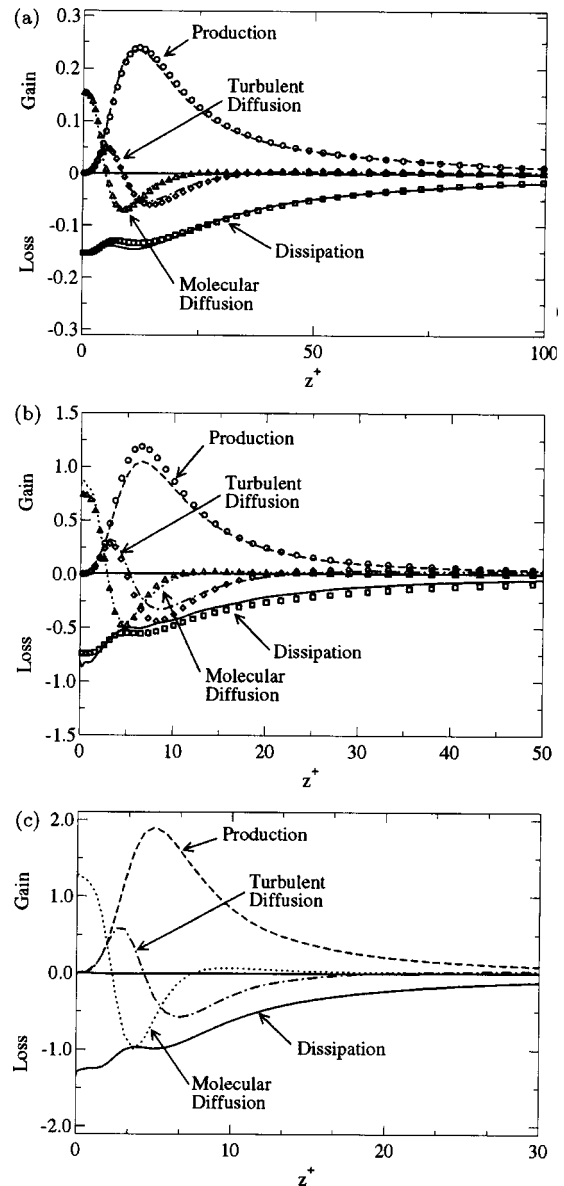 (a)
0.3
0.2
0.1
0
-0.1
-0.2
-0.3
Gain
Loss
Production
Turbulent
Diffusion
Dissipation
Molecular
Diffusion
0
50
100
z+
(b)
1.5
1.0
0.5
0.0
-0.5
-1.0
-1.5
Gain
Loss
Production
Turbulent
Diffusion
Dissipation
Molecular
Diffusion
0
10
20
30
40
50
z+
(c)
2.0
1.0
0.0
-1.0
-2.0
Gain
Loss
Production
Turbulent
Diffusion
Dissipation
Molecular
Diffusion
0
10
20
30
z+